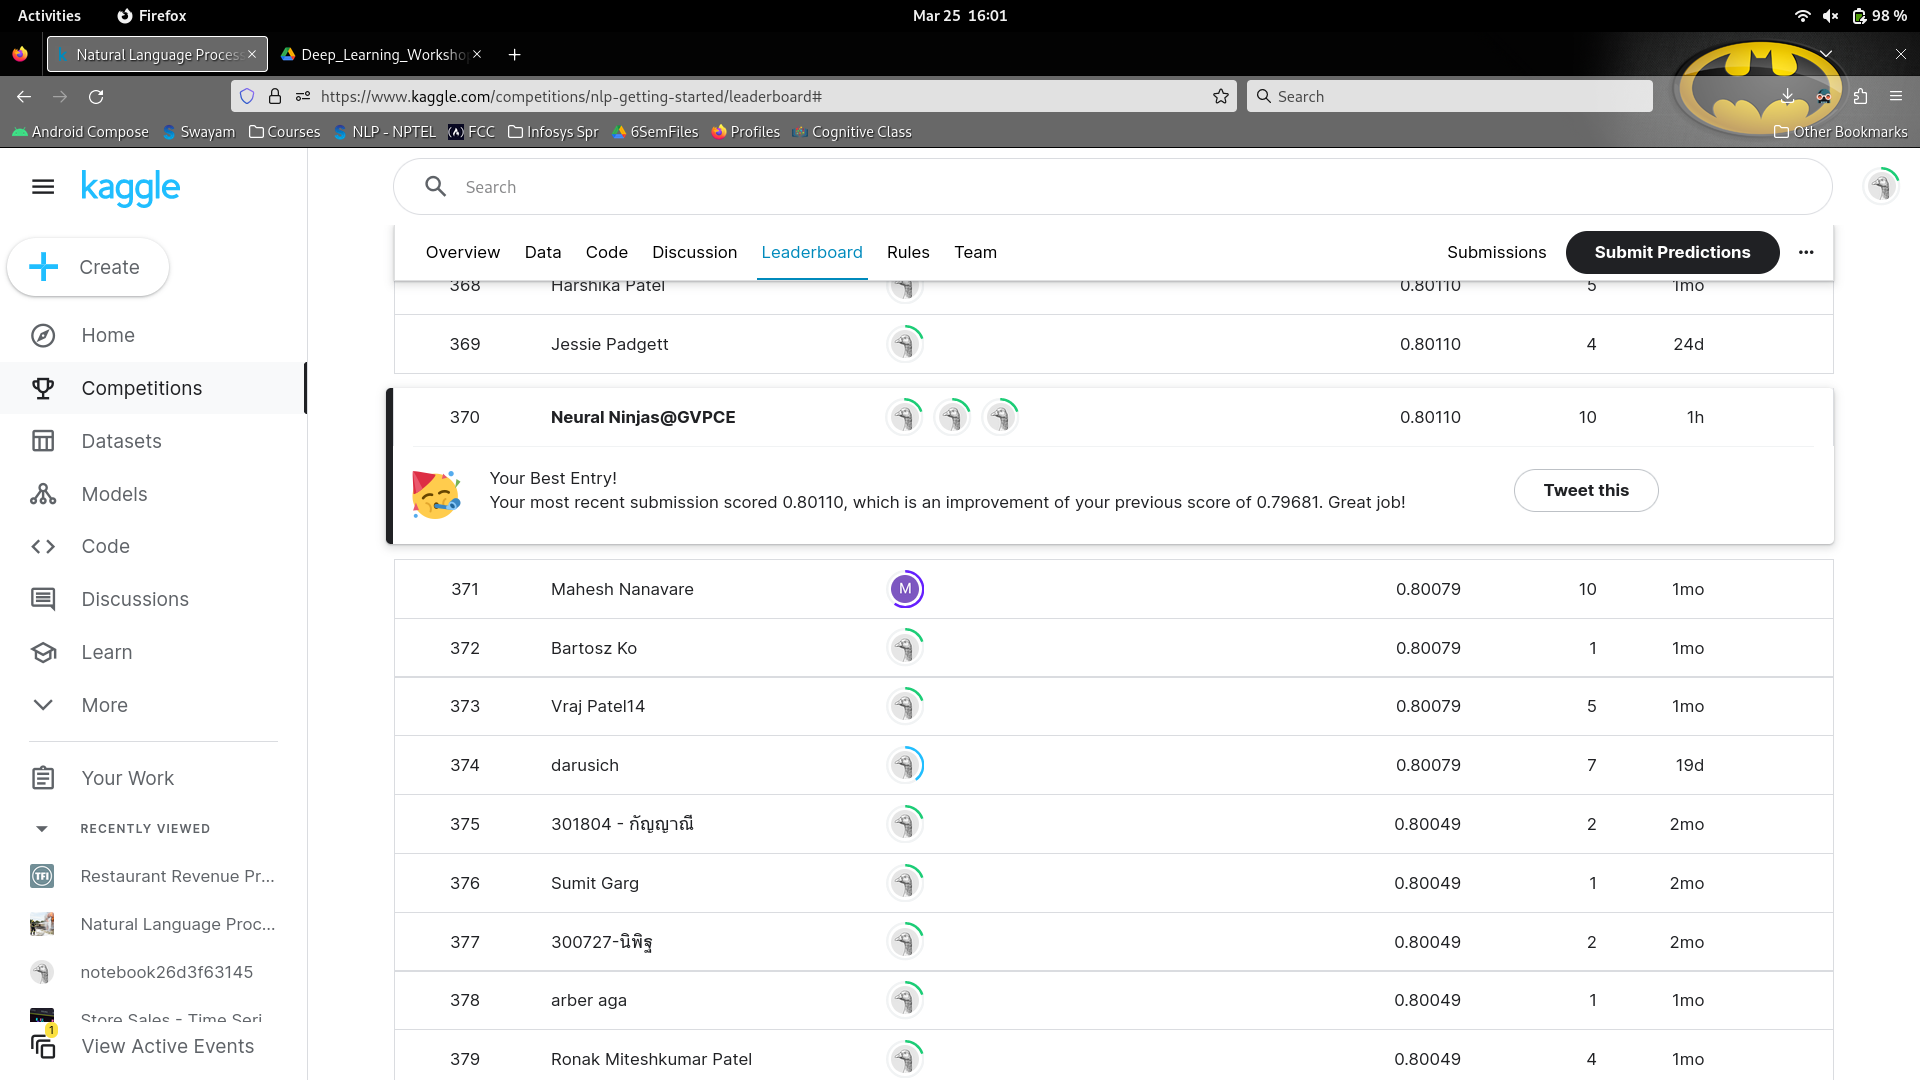 Activities
Firefox
Mar 25 16:01
98 %
Natural Language Process
Deep_Learning_Workshop
https://www.kaggle.com/competitions/nlp-getting-started/leaderboard#
Search
Android Compose
Swayam
Courses
NLP - NPTEL
FCC
Infosys Spr
6SemFiles
Profiles
Cognitive Class
Other Bookmarks
kaggle
Search
Create
Home
Competitions
Datasets
Models
Code
Discussions
Learn
More
Your Work
RECENTLY VIEWED
TFI
Restaurant Revenue Pr...
Natural Language Proc...
notebook26d3f63145
Store Sales - Time Seri
1
View Active Events
Overview Data Code Discussion Leaderboard Rules Team
Submissions
Submit Predictions
368 Harshika Patel 0.80110 5 1mo
369 Jessie Padgett 0.80110 4 24d
370 Neural Ninjas@GVPCE 0.80110 10 1h
Your Best Entry!
Your most recent submission scored 0.80110, which is an improvement of your previous score of 0.79681. Great job!
Tweet this
371 Mahesh Nanavare M 0.80079 10 1mo
372 Bartosz Ko 0.80079 1 1mo
373 Vraj Patel14 0.80079 5 1mo
374 darusich 0.80079 7 19d
375 301804 - กัญญาณี 0.80049 2 2mo
376 Sumit Garg 0.80049 1 2mo
377 300727-นิพิฐ 0.80049 2 2mo
378 arber aga 0.80049 1 1mo
379 Ronak Miteshkumar Patel 0.80049 4 1mo